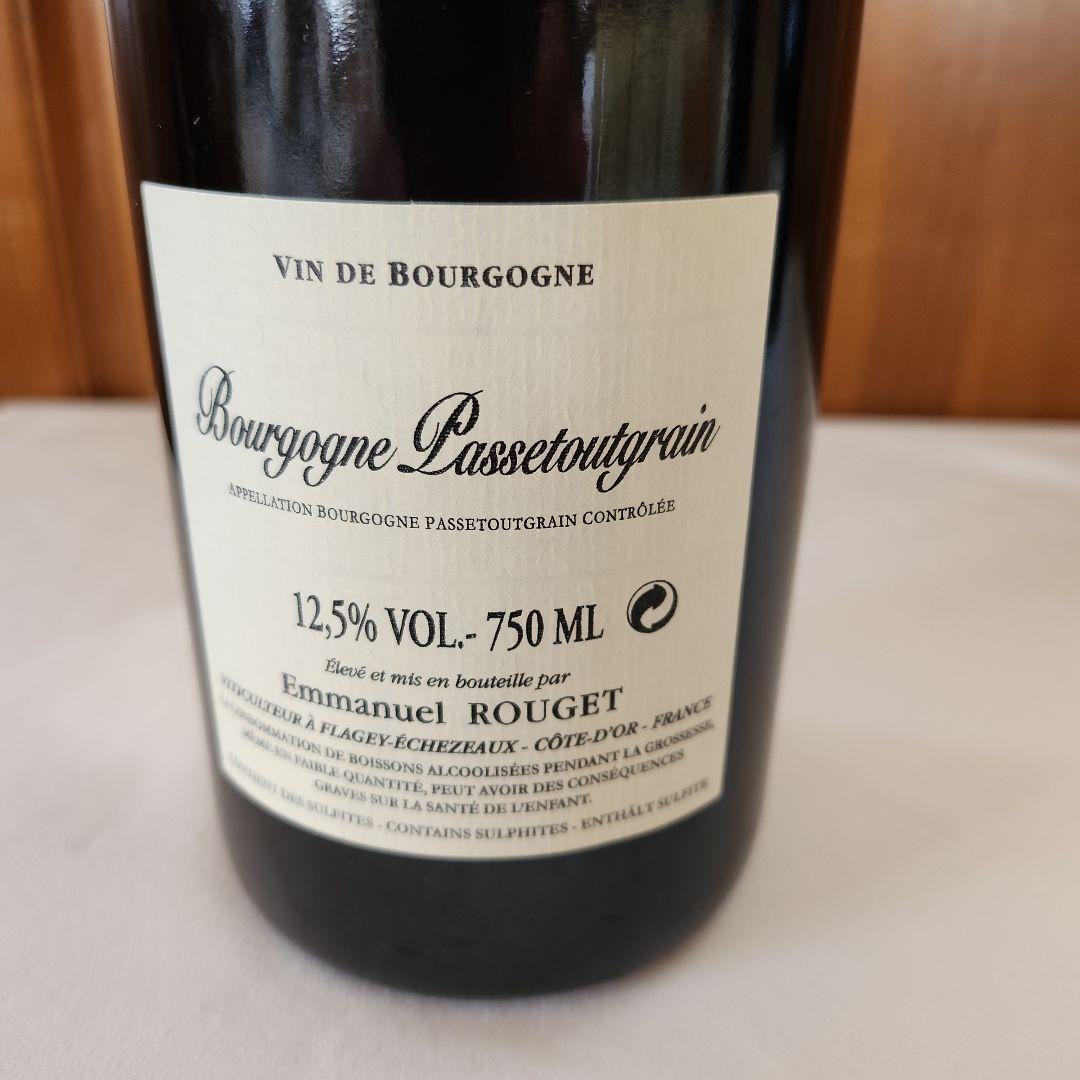 VIN DE BOURGOGNE
Bourgogne Passetoutgrain
APPELLATION BOURGOGNE PASSETOUTGRAIN CONTRÔLÉE
12,5% VOL.- 750 ML
Élevé et mis en bouteille par
Emmanuel ROUGET
VITICULTEUR À FLAGEY-ÉCHEZEAUX - CÔTE-D'OR - FRANCE
LA CONSOMMATION DE BOISSONS ALCOOLISÉES PENDANT LA GROSSESSE,
MÊME EN FAIBLE QUANTITÉ, PEUT AVOIR DES CONSÉQUENCES
GRAVES SUR LA SANTÉ DE L'ENFANT.
CONTIENT DES SULFITES - CONTAINS SULPHITES - ENTHÄLT SULFITE